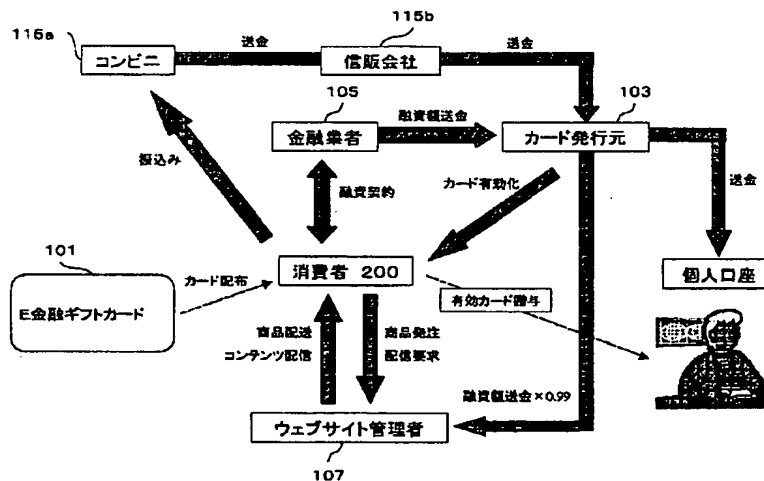 115a
コンビニ
送金
115b
信販会社
送金
105
金融業者
融資額送金
103
カード発行元
振込み
融資契約
カード有効化
送金
101
E金融ギフトカード
カード配布
消費者 200
個人口座
有効カード贈与
商品配送
コンテンツ配信
商品発注
配信要求
融資額送金×0.99
ウェブサイト管理者
107